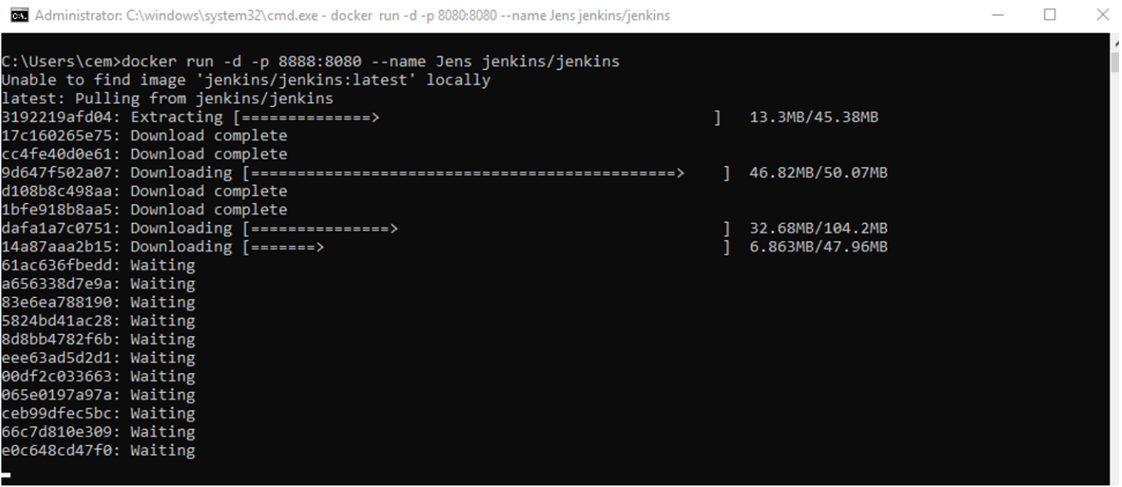 Administrator: C:\windows\system32\cmd.exe - docker run -d -p 8080:8080 --name Jens jenkins/jenkins
C:\Users\cem>docker run -d -p 8888:8080 --name Jens jenkins/jenkins
Unable to find image 'jenkins/jenkins:latest' locally
latest: Pulling from jenkins/jenkins
3192219afd04: Extracting [==============>                                    ]  13.3MB/45.38MB
17c160265e75: Download complete
cc4fe40d0e61: Download complete
9d647f502a07: Downloading [==============================================>    ]  46.82MB/50.07MB
d108b8c498aa: Download complete
1bfe918b8aa5: Download complete
dafa1a7c0751: Downloading [===============>                                   ]  32.68MB/104.2MB
14a87aaa2b15: Downloading [=======>                                           ]  6.863MB/47.96MB
61ac636fbedd: Waiting
a656338d7e9a: Waiting
83e6ea788190: Waiting
5824bd41ac28: Waiting
8d8bb4782f6b: Waiting
eee63ad5d2d1: Waiting
00df2c033663: Waiting
065e0197a97a: Waiting
ceb99dfec5bc: Waiting
66c7d810e309: Waiting
e0c648cd47f0: Waiting